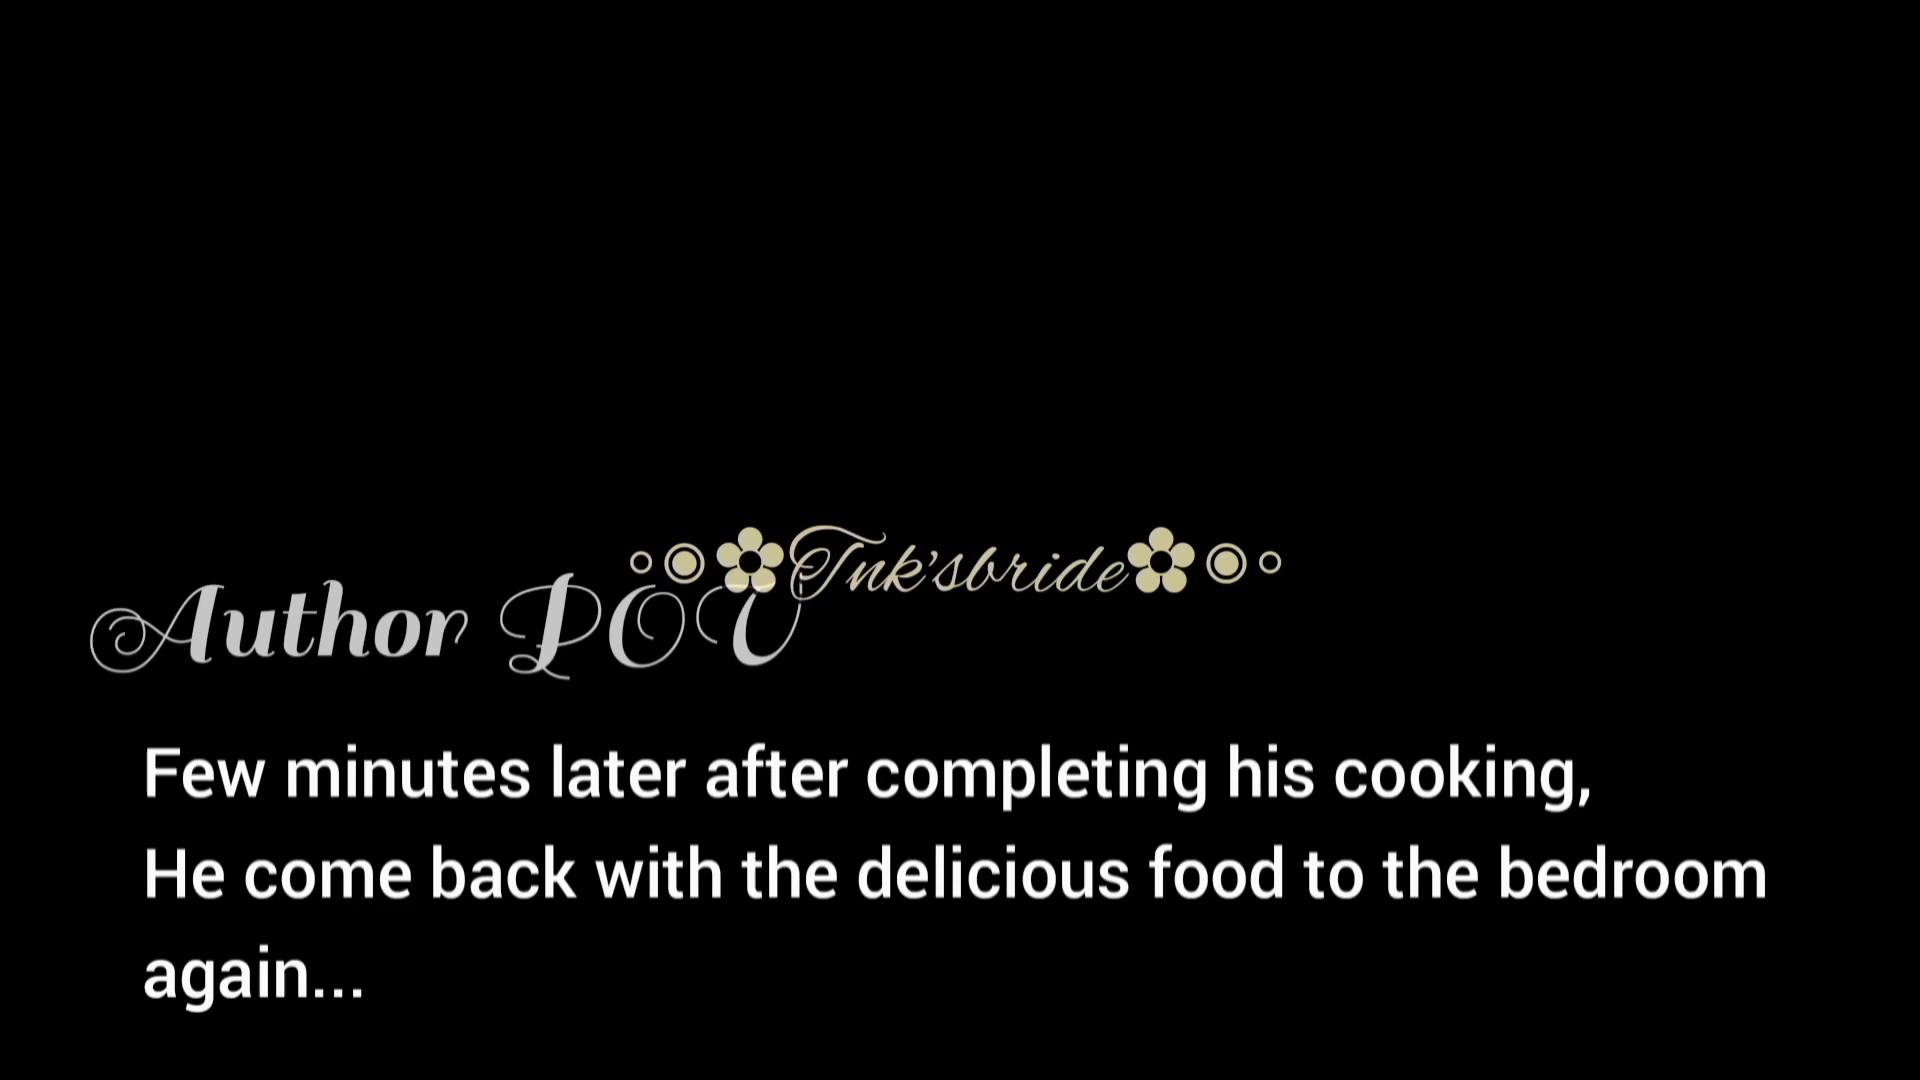 ◦◉✿Tnk'sbride✿◉◦
Author POV
Few minutes later after completing his cooking,
He come back with the delicious food to the bedroom
again...